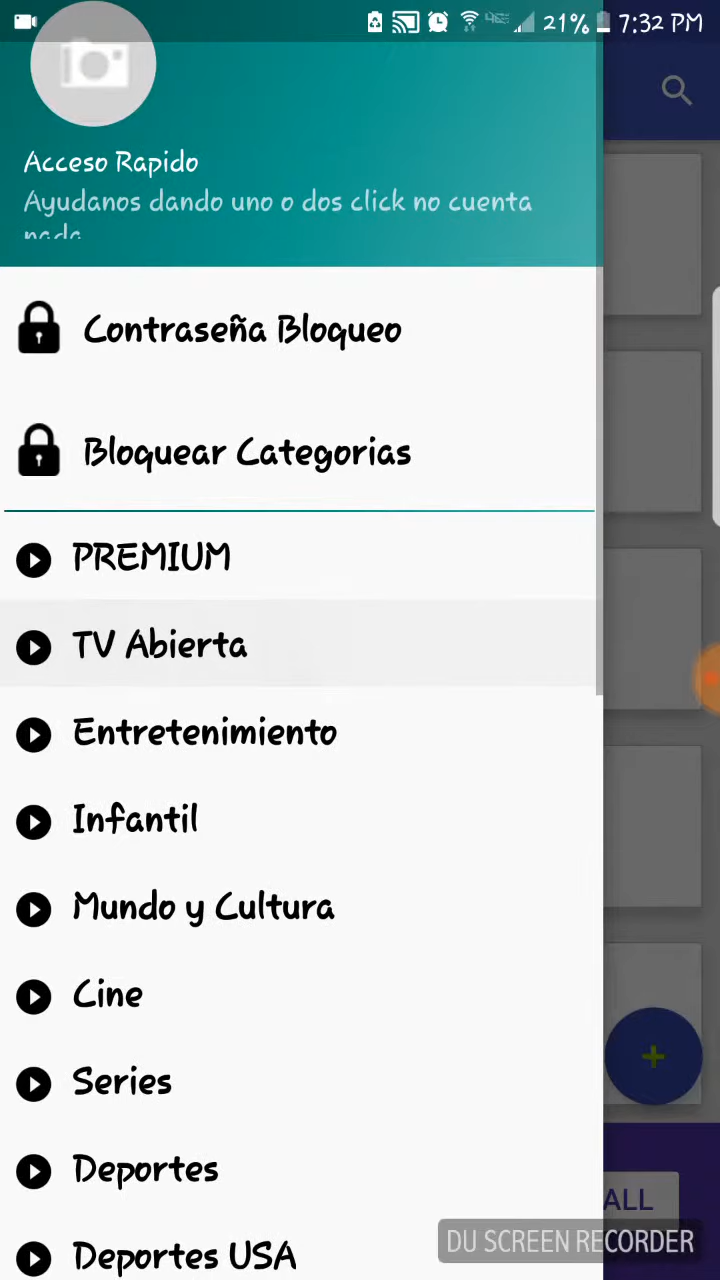 21% 7:32 PM
Acceso Rapido
Ayudanos dando uno o dos click no cuenta
nada
Contraseña Bloqueo
Bloquear Categorias
PREMIUM
TV Abierta
Entretenimiento
Infantil
Mundo y Cultura
Cine
Series
Deportes
ALL
DU SCREEN RECORDER
Deportes USA